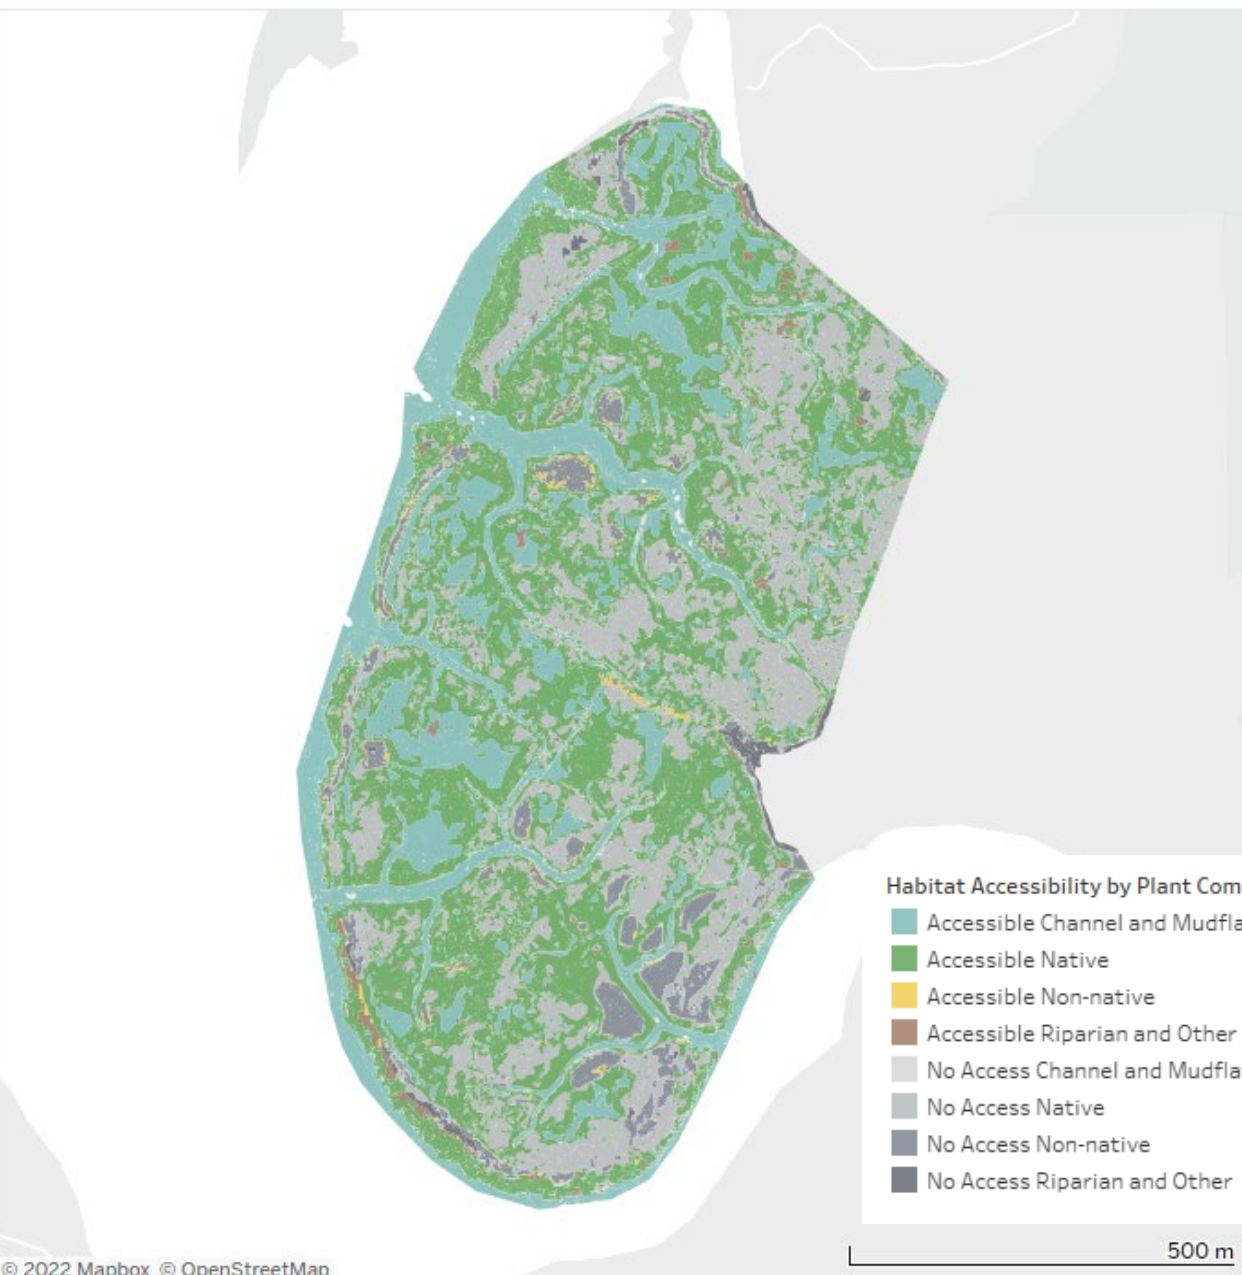 Habitat Accessibility by Plant Com
Accessible Channel and Mudfla
Accessible Native
Accessible Non-native
Accessible Riparian and Other
No Access Channel and Mudfla
No Access Native
No Access Non-native
No Access Riparian and Other
500 m
© 2022 Mapbox © OpenStreetMap